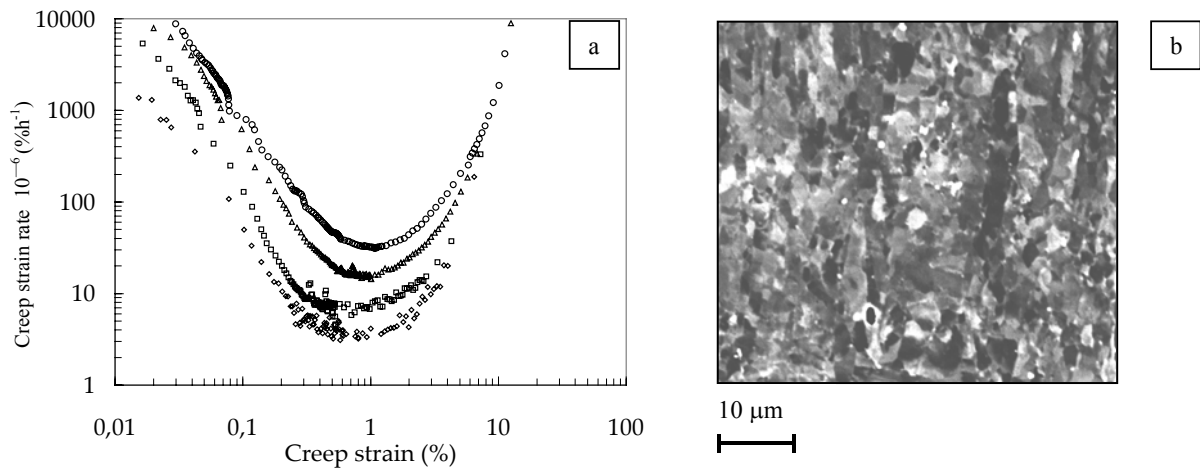 Creep strain rate 10⁻⁶ (%h⁻¹)
10000
1000
100
10
1
0,01
0,1
1
10
100
Creep strain (%)
a
b
10 µm